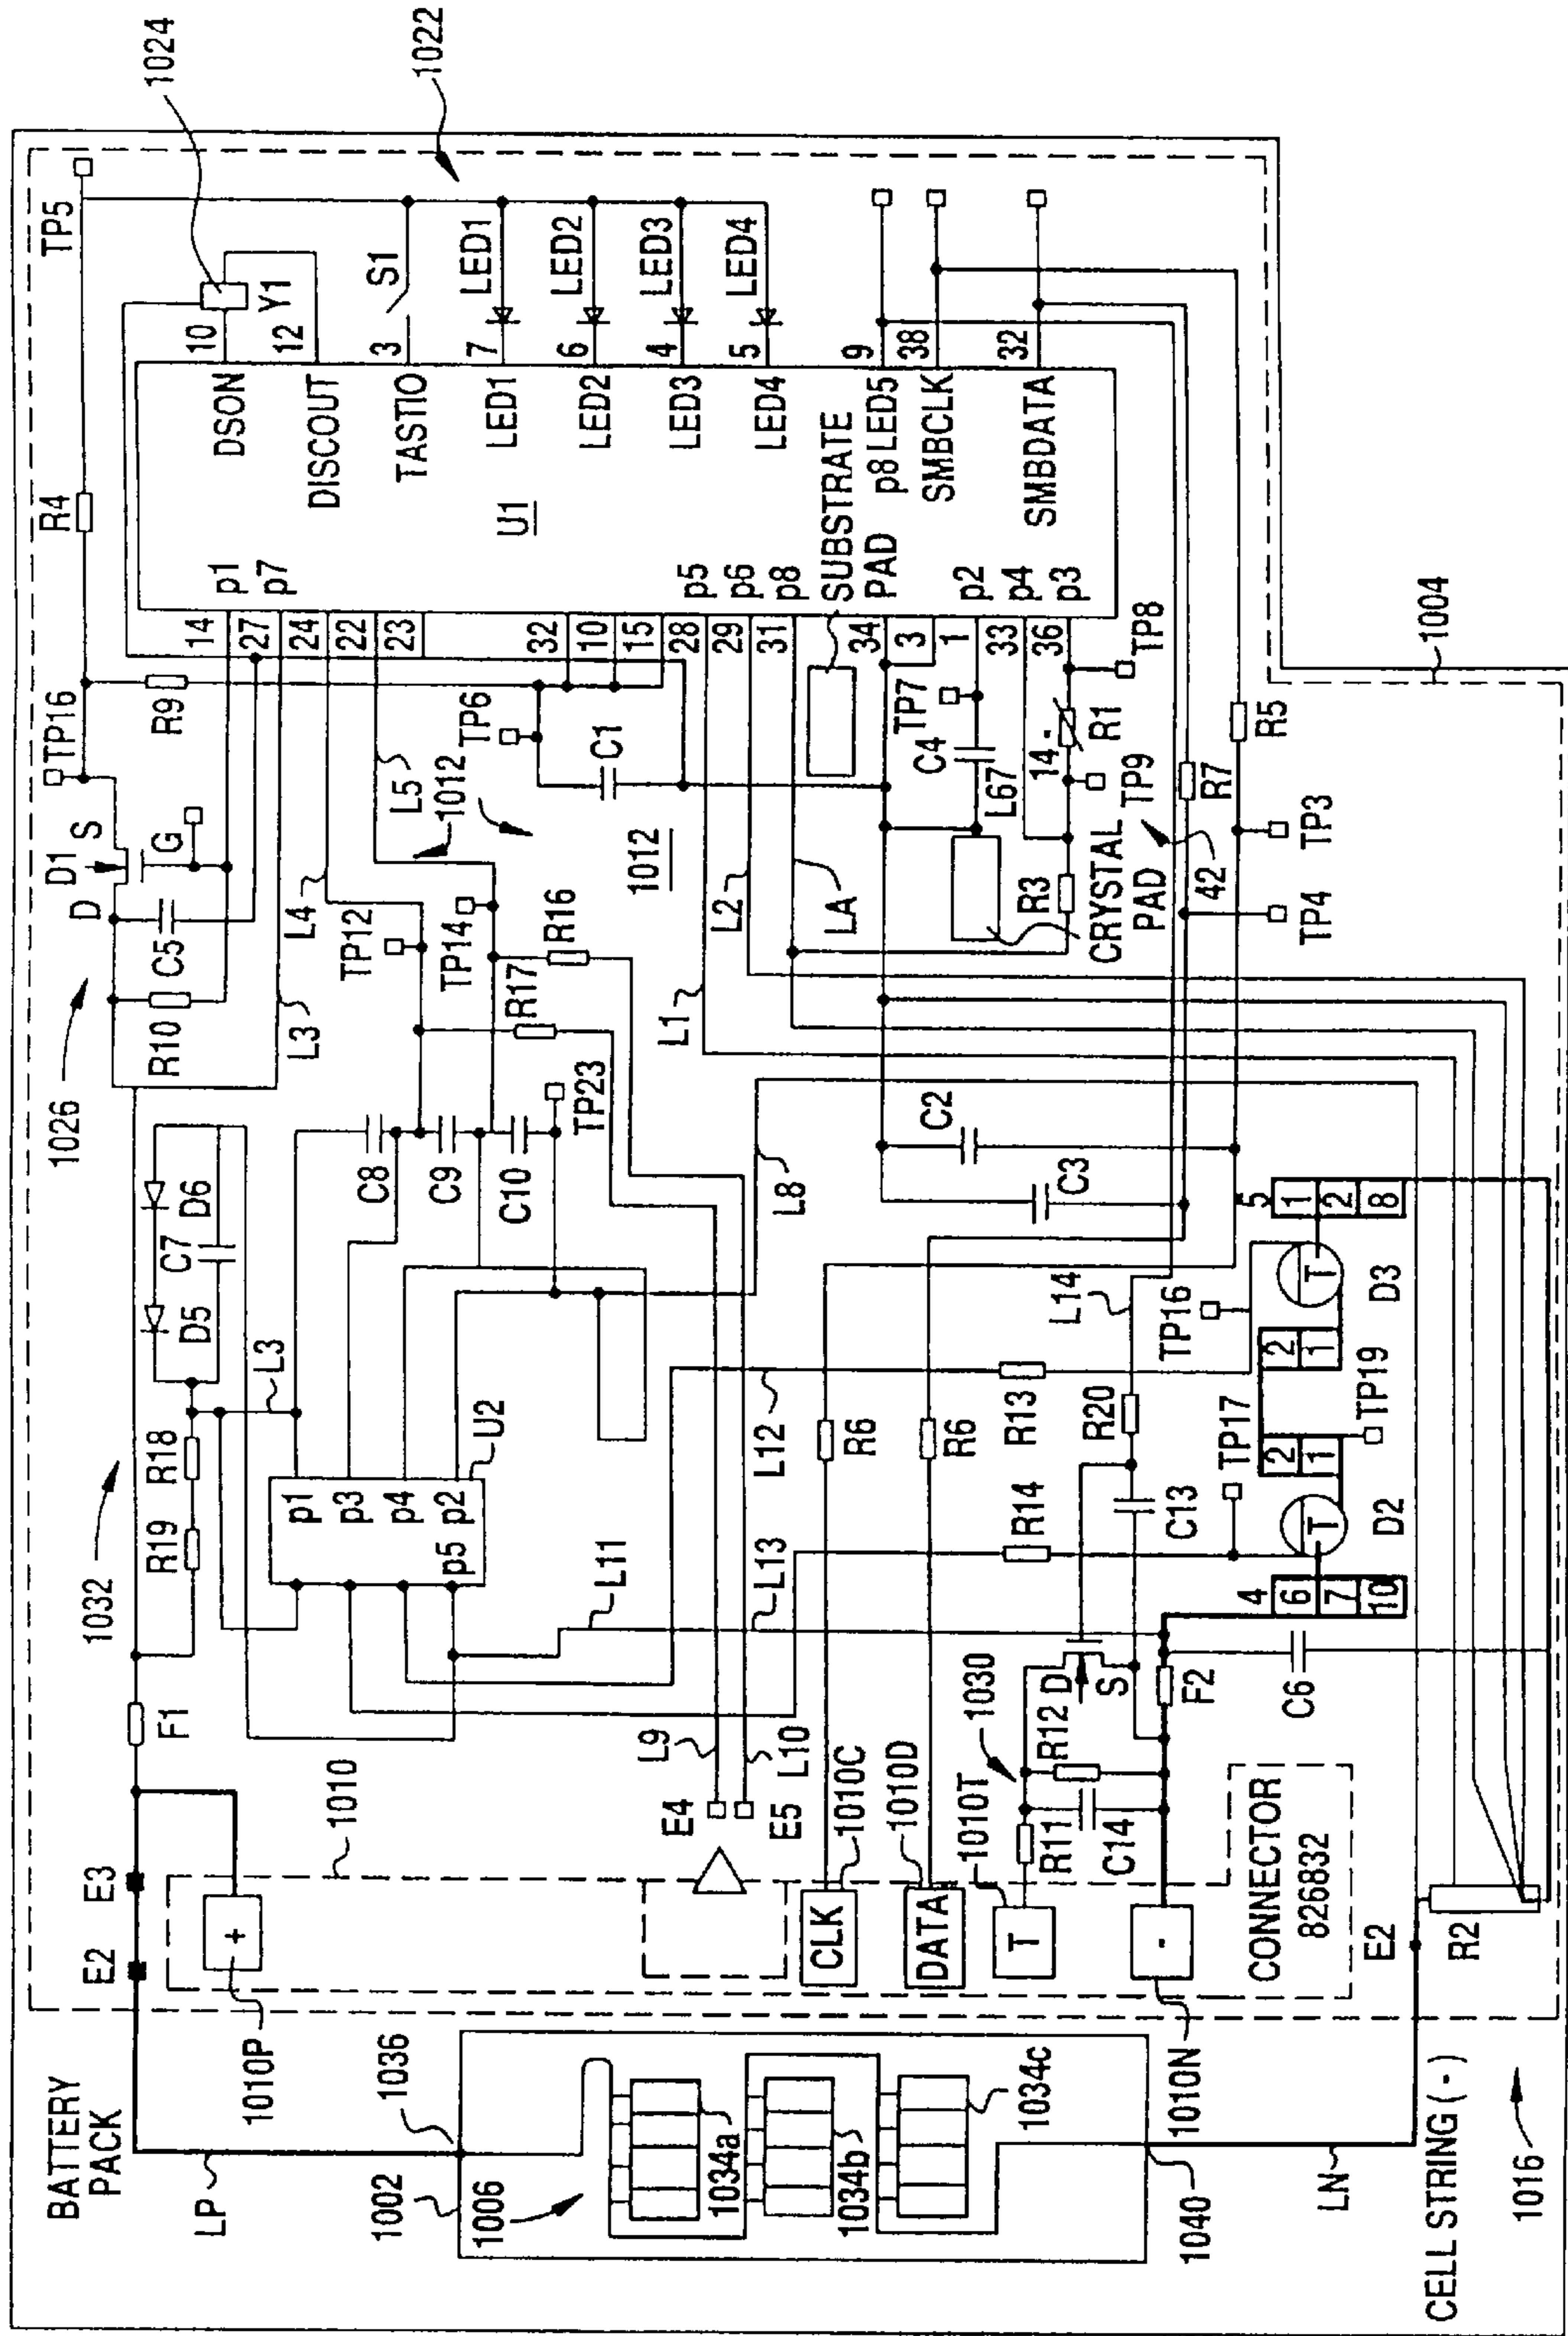 BATTERY
PACK
LP
1002
1036
1006
1034a
1034b
1034c
1040
1010N
LN
CELL STRING (-)
1016
E2
E3
1010P
+
1010
F1
1032
R19
R18
L3
D5
C7
D6
1026
R10
C5
D
D1
S
G
TP16
R9
R4
TP5
1024
1022
U2
p1
p3
p4
p2
p5
L11
L13
L12
L9
L10
E4
E5
C8
C9
C10
TP23
R17
R16
TP12
TP14
L3
L4
L5
1012
1012
TP6
C1
L8
L1
L2
LA
U1
p1
p7
14
27
24
22
23
32
10
15
28
29
31
34
3
1
33
36
p5
p6
p8
SUBSTRATE
PAD
p2
p4
p3
DSON
10
Y1
DISCOUT
12
TASTIO
3
S1
LED1
7
LED1
LED2
6
LED2
LED3
4
LED3
LED4
5
LED4
p8 LED5
9
SMBCLK
38
SMBDATA
32
TP7
C4
L67
14
R1
TP8
TP9
R3
CRYSTAL
PAD
42
R7
R5
TP3
TP4
1004
C2
C3
CLK
1010C
DATA
1010D
T
1010T
-
CONNECTOR
826832
E2
R2
R6
R6
R11
C14
R12
1030
D
S
F2
C6
R14
R13
C13
R20
L14
TP16
TP17
TP19
4
6
7
10
T
D2
2
1
2
1
T
D3
5
1
2
8